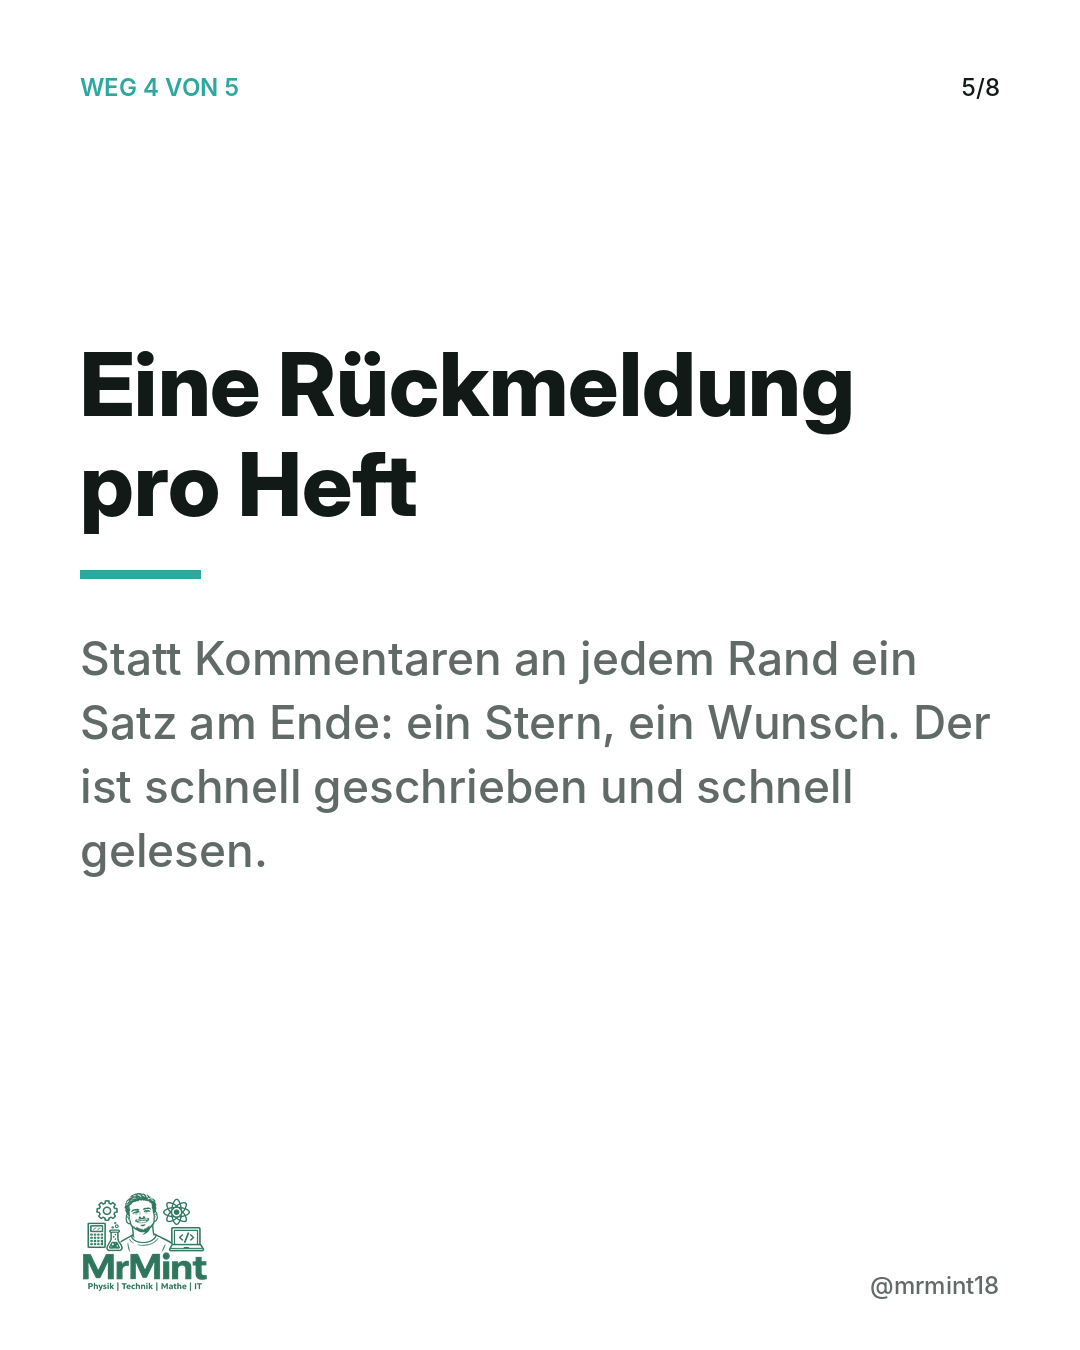 WEG 4 VON 5
5/8
Eine Rückmeldung
pro Heft
Statt Kommentaren an jedem Rand ein
Satz am Ende: ein Stern, ein Wunsch. Der
ist schnell geschrieben und schnell
gelesen.
MrMint
Physik | Technik | Mathe | IT
@mrmint18